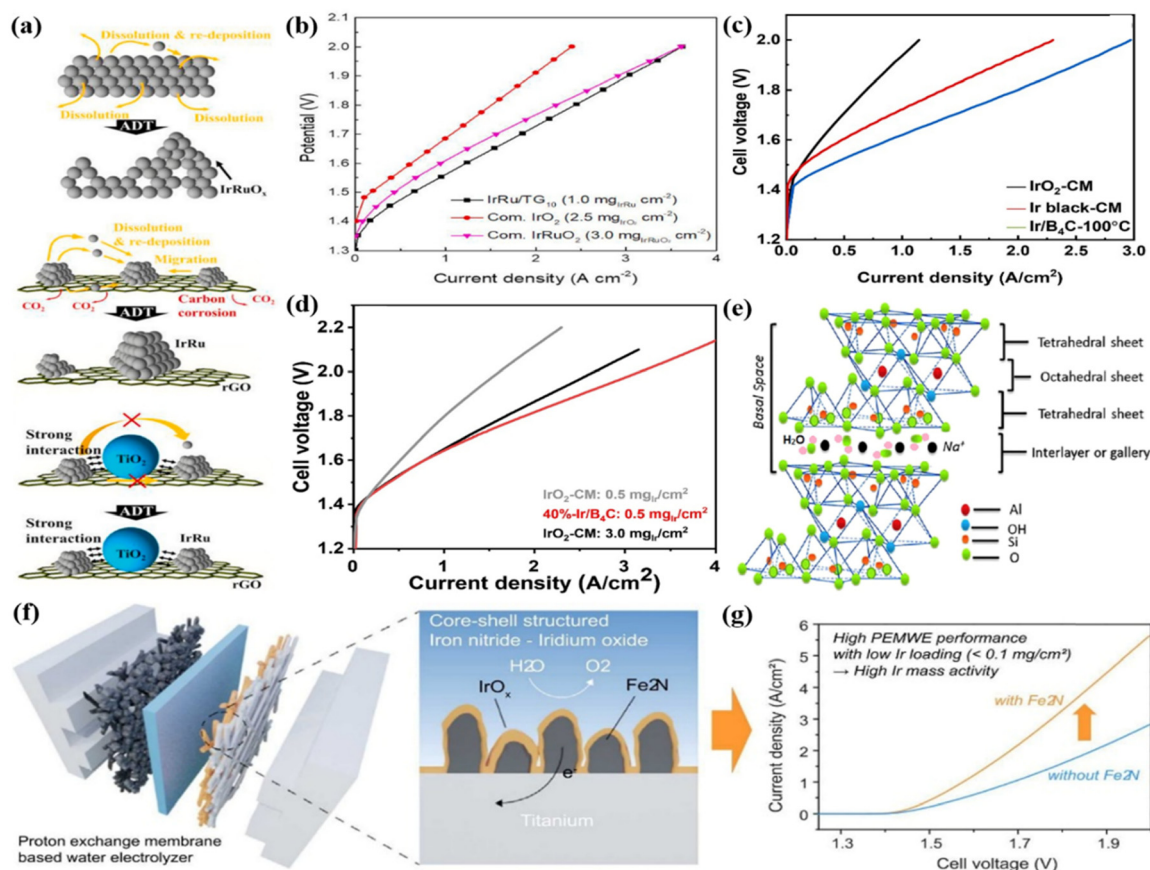 (a)
Dissolution & re-deposition
Dissolution
Dissolution
ADT
IrRuOx
Dissolution
& re-deposition
Migration
CO2
CO2
Carbon
corrosion
CO2
ADT
IrRu
rGO
Strong
interaction
TiO2
ADT
Strong
interaction
TiO2
IrRu
rGO
(b)
Potential (V)
2.1
2.0
1.9
1.8
1.7
1.6
1.5
1.4
1.3
0
1
2
3
4
IrRu/TG10 (1.0 mgIrRu cm-2)
Com. IrO2 (2.5 mgIrO2 cm-2)
Com. IrRuO2 (3.0 mgIrRuO2 cm-2)
Current density (A cm-2)
(c)
Cell voltage (V)
2.0
1.8
1.6
1.4
1.2
0.0
0.5
1.0
1.5
2.0
2.5
3.0
IrO2-CM
Ir black-CM
Ir/B4C-100°C
Current density (A/cm2)
(d)
Cell voltage (V)
2.2
2.0
1.8
1.6
1.4
1.2
0
1
2
3
4
IrO2-CM: 0.5 mgIr/cm2
40%-Ir/B4C: 0.5 mgIr/cm2
IrO2-CM: 3.0 mgIr/cm2
Current density (A/cm2)
(e)
Basal Space
Tetrahedral sheet
Octahedral sheet
Tetrahedral sheet
H2O
Na+
Interlayer or gallery
Al
OH
Si
O
(f)
Proton exchange membrane
based water electrolyzer
Core-shell structured
Iron nitride - Iridium oxide
H2O
O2
IrOx
Fe2N
e-
Titanium
(g)
Current density (A/cm²)
6
5
4
3
2
1
0
High PEMWE performance
with low Ir loading (< 0.1 mg/cm²)
→ High Ir mass activity
with Fe2N
without Fe2N
1.3
1.5
1.7
1.9
Cell voltage (V)